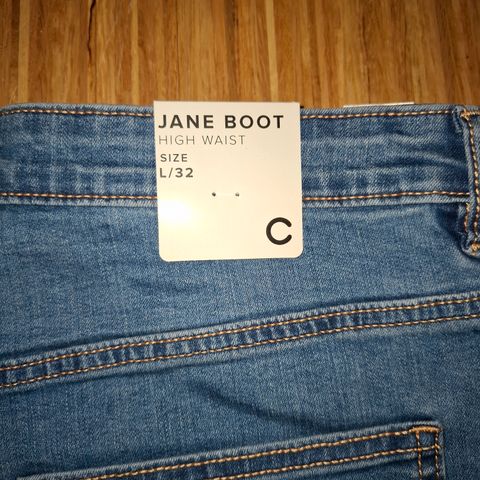 JANE BOOT
HIGH WAIST
SIZE
L/32
C